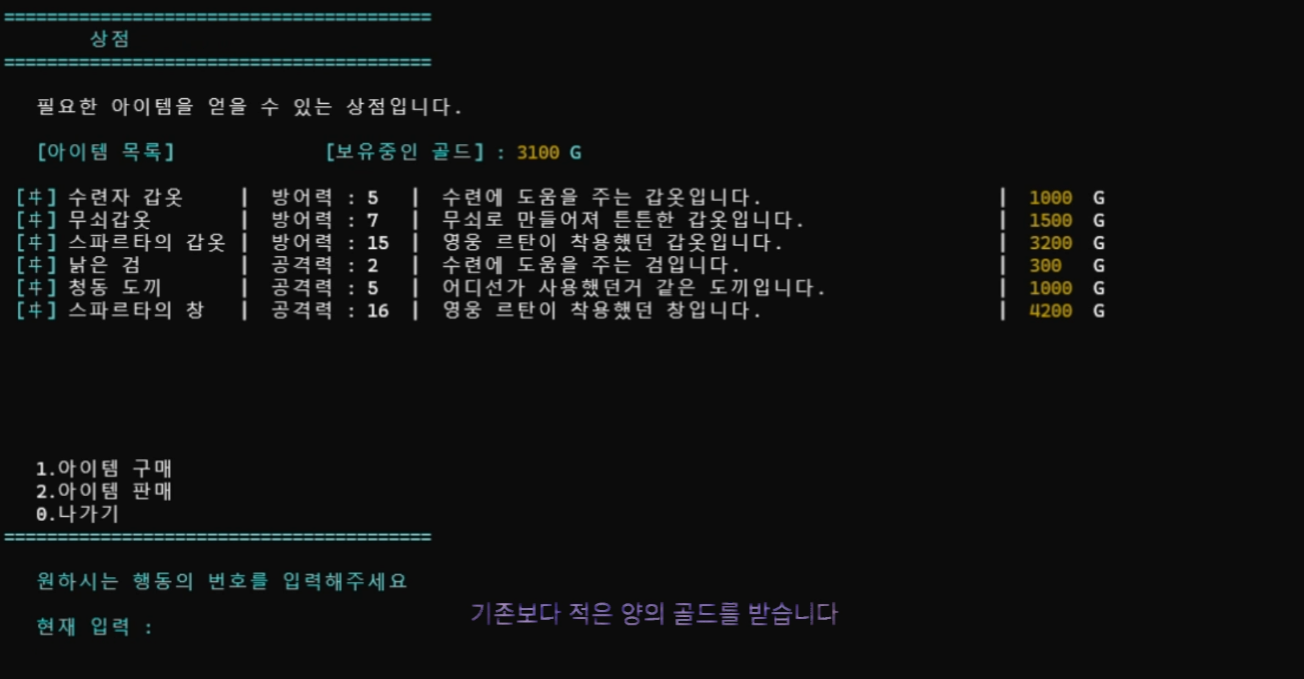 ========================================
상점
========================================
필요한 아이템을 얻을 수 있는 상점입니다.
[아이템 목록] [보유중인 골드] : 3100 G
[ㅕ] 수련자 갑옷 | 방어력 : 5 | 수련에 도움을 주는 갑옷입니다. | 1000 G
무쇠갑옷 | 방어력 : 7 | 무쇠로 만들어져 튼튼한 갑옷입니다. | 1500 G
스파르타의 갑옷 | 방어력 : 15 | 영웅 르탄이 착용했던 갑옷입니다. | 3200 G
낡은 검 | 공격력 : 2 | 수련에 도움을 주는 검입니다. | 300 G
청동 도끼 | 공격력 : 5 | 어디선가 사용했던거 같은 도끼입니다. | 1000 G
스파르타의 창 | 공격력 : 16 | 영웅 르탄이 착용했던 창입니다. | 4200 G
1.아이템 구매
2.아이템 판매
0.나가기
========================================
원하시는 행동의 번호를 입력해주세요
기존보다 적은 양의 골드를 받습니다
현재 입력 :